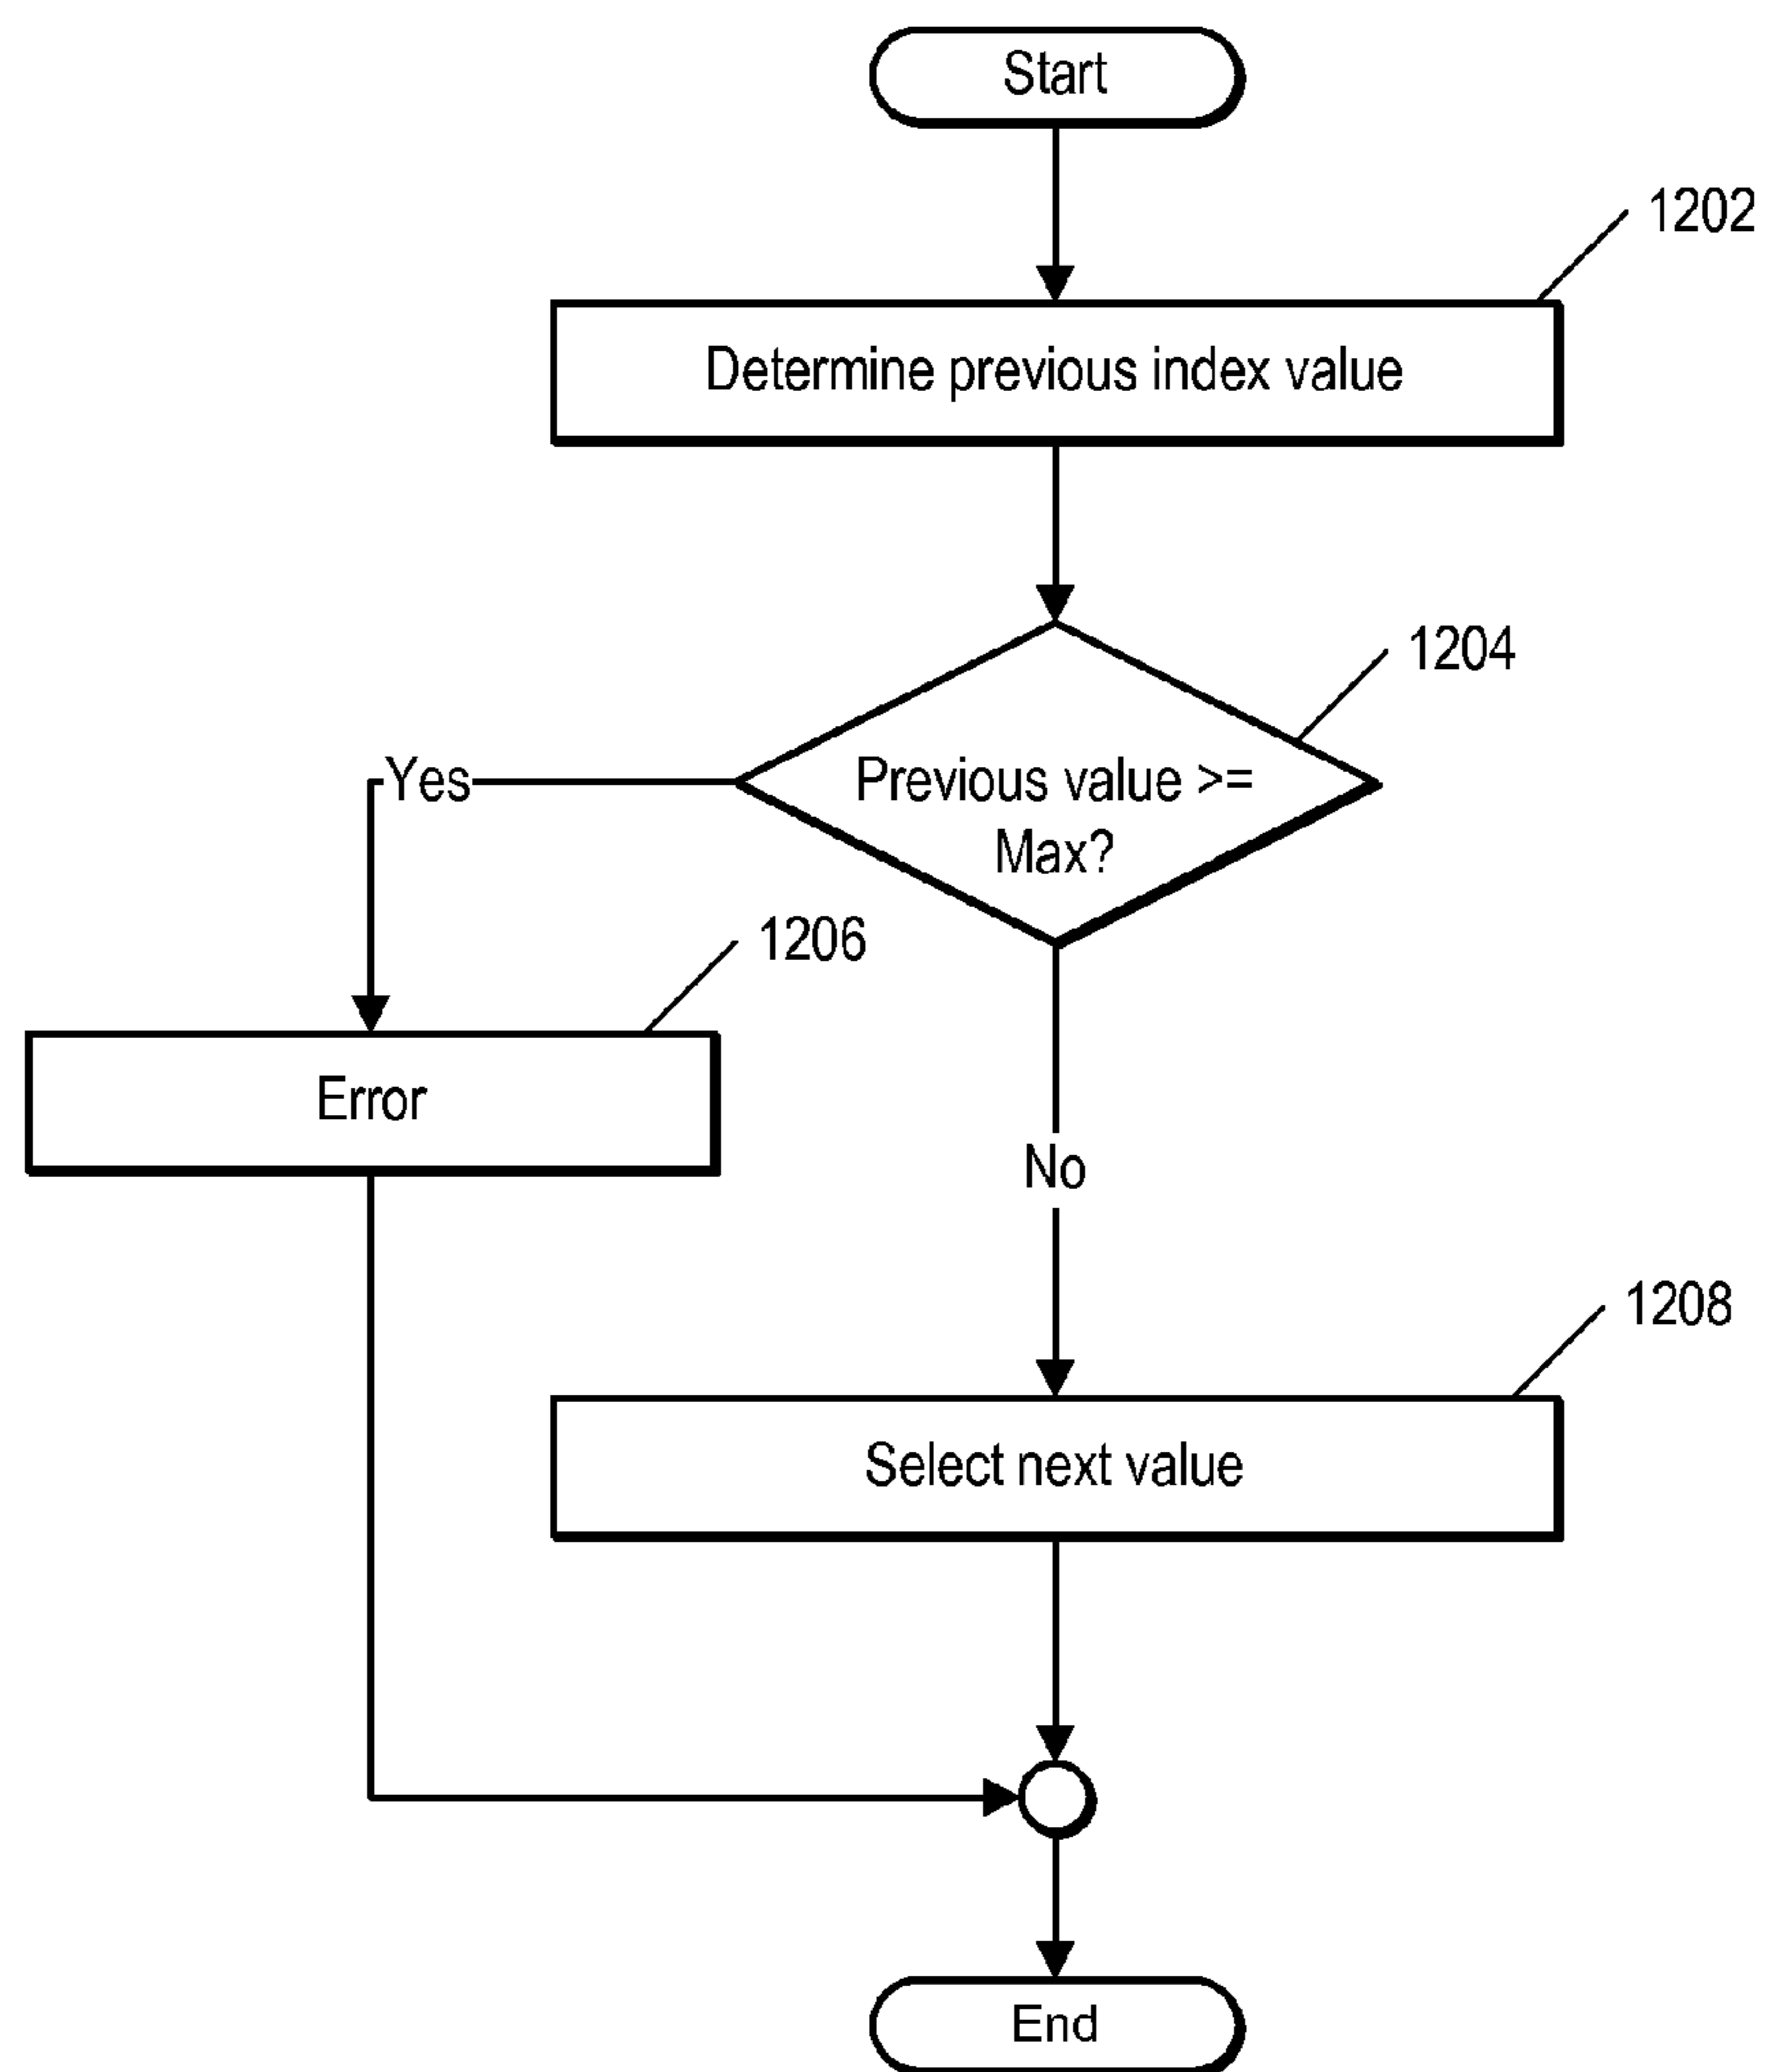 Start
1202
Determine previous index value
1204
Previous value >=
Max?
Yes
1206
Error
No
1208
Select next value
End